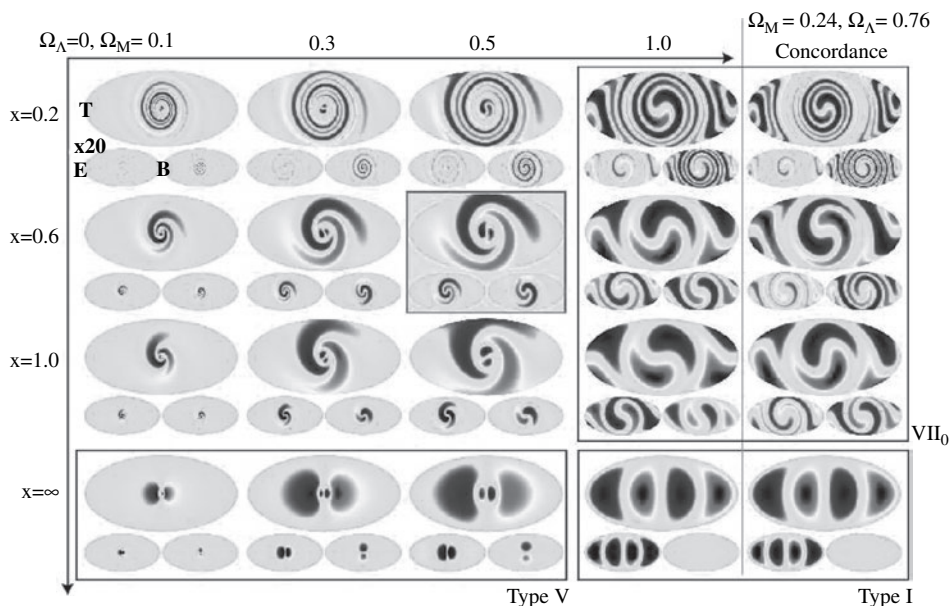 Ω_Λ=0, Ω_M= 0.1
0.3
0.5
1.0
Ω_M = 0.24, Ω_Λ = 0.76
Concordance
x=0.2
T
x20
E
B
x=0.6
x=1.0
VII₀
x=∞
Type V
Type I